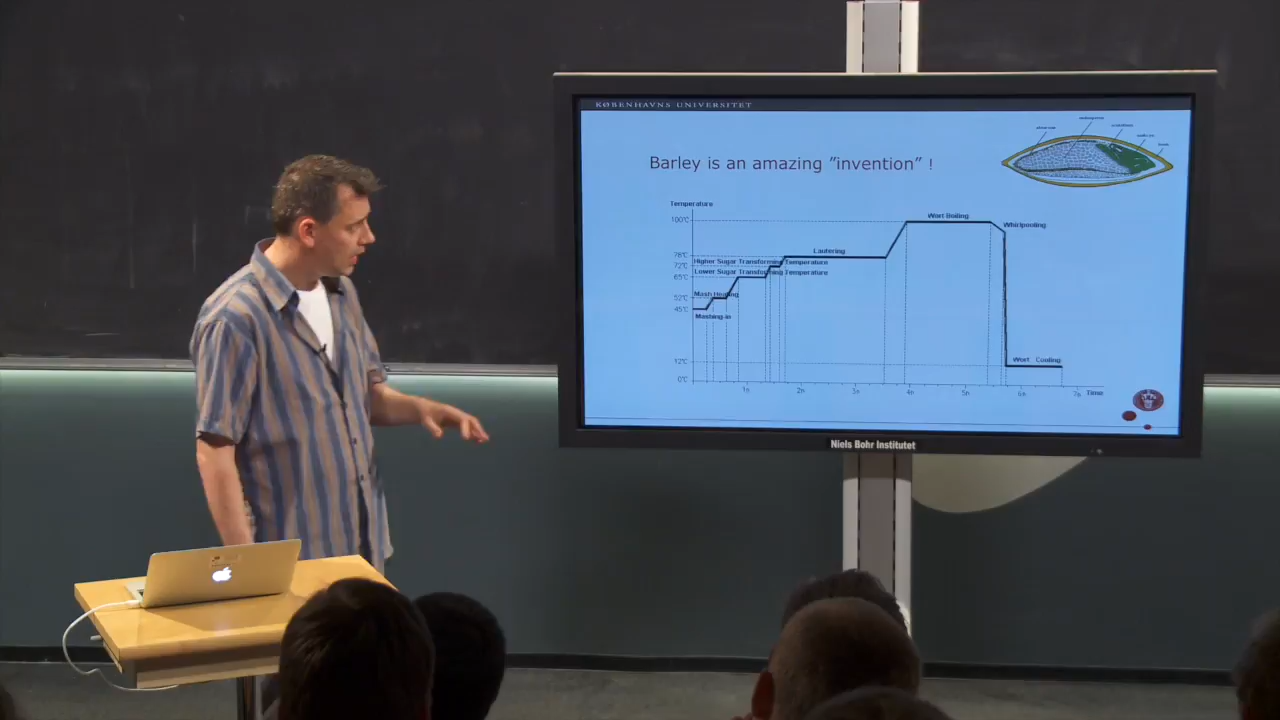 KØBENHAVNS UNIVERSITET
Barley is an amazing "invention" !
Temperature
100°C
Wort Boiling
Whirlpooling
Lautering
78°C
Higher Sugar Transforming Temperature
72°C
Lower Sugar Transforming Temperature
65°C
Mash Heating
52°C
45°C
Mashing-in
12°C
Wort Cooling
0°C
1h 2h 3h 4h 5h 6h 7h Time
Niels Bohr Institutet